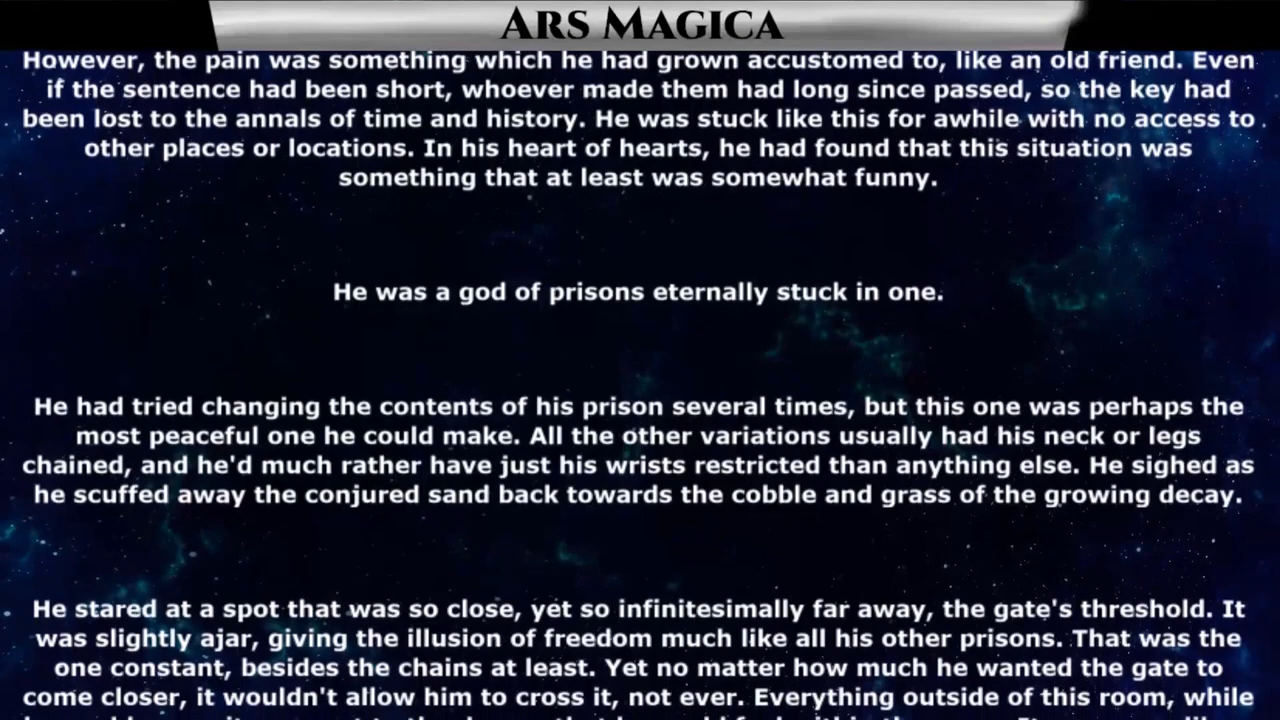 Ars Magica
However, the pain was something which he had grown accustomed to, like an old friend. Even
if the sentence had been short, whoever made them had long since passed, so the key had
been lost to the annals of time and history. He was stuck like this for awhile with no access to
other places or locations. In his heart of hearts, he had found that this situation was
something that at least was somewhat funny.
He was a god of prisons eternally stuck in one.
He had tried changing the contents of his prison several times, but this one was perhaps the
most peaceful one he could make. All the other variations usually had his neck or legs
chained, and he'd much rather have just his wrists restricted than anything else. He sighed as
he scuffed away the conjured sand back towards the cobble and grass of the growing decay.
He stared at a spot that was so close, yet so infinitesimally far away, the gate's threshold. It
was slightly ajar, giving the illusion of freedom much like all his other prisons. That was the
one constant, besides the chains at least. Yet no matter how much he wanted the gate to
come closer, it wouldn't allow him to cross it, not ever. Everything outside of this room, while